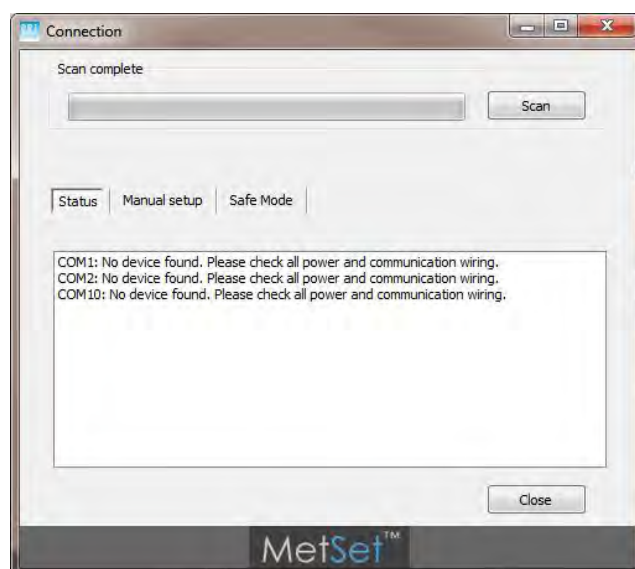 Connection
Scan complete
Scan
Status Manual setup Safe Mode
COM1: No device found. Please check all power and communication wiring.
COM2: No device found. Please check all power and communication wiring.
COM10: No device found. Please check all power and communication wiring.
Close
MetSet™